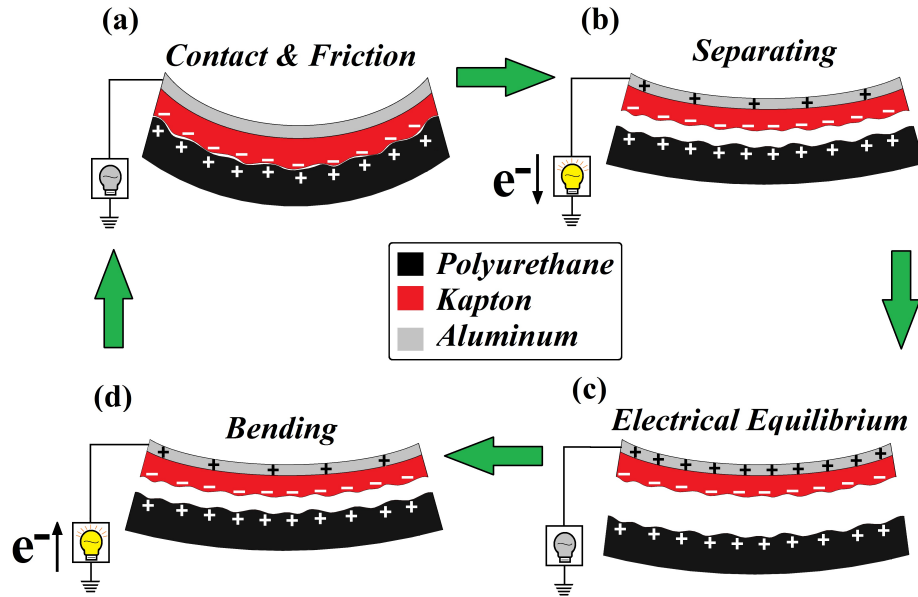 (a)
Contact & Friction
(b)
Separating
e-
Polyurethane
Kapton
Aluminum
(d)
Bending
e-
(c)
Electrical Equilibrium